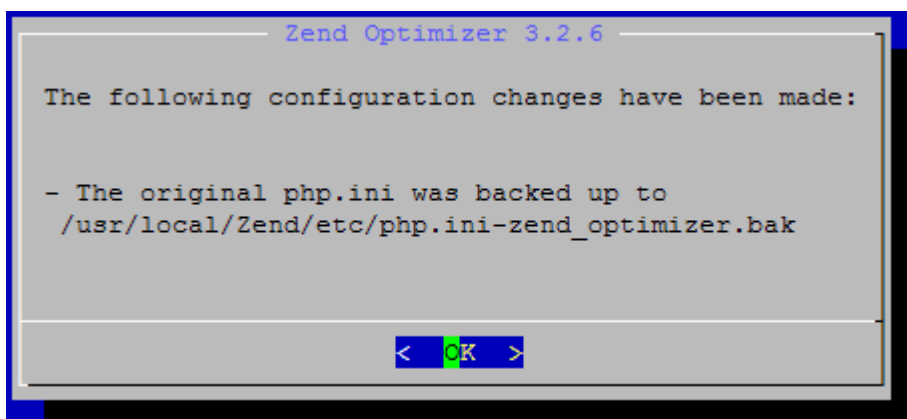 Zend Optimizer 3.2.6
The following configuration changes have been made:
- The original php.ini was backed up to
/usr/local/Zend/etc/php.ini-zend_optimizer.bak
< OK >